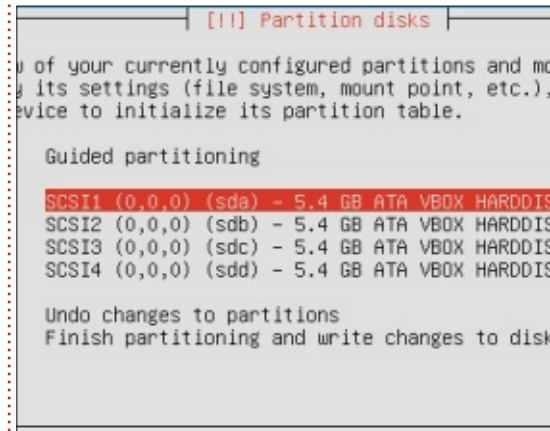 [!!] Partition disks
of your currently configured partitions and
its settings (file system, mount point, etc.),
to initialize its partition table.
Guided partitioning
SCSI1 (0,0,0) (sda) - 5.4 GB ATA VBOX HARDDIS
SCSI2 (0,0,0) (sdb) - 5.4 GB ATA VBOX HARDDIS
SCSI3 (0,0,0) (sdc) - 5.4 GB ATA VBOX HARDDIS
SCSI4 (0,0,0) (sdd) - 5.4 GB ATA VBOX HARDDIS
Undo changes to partitions
Finish partitioning and write changes to disk